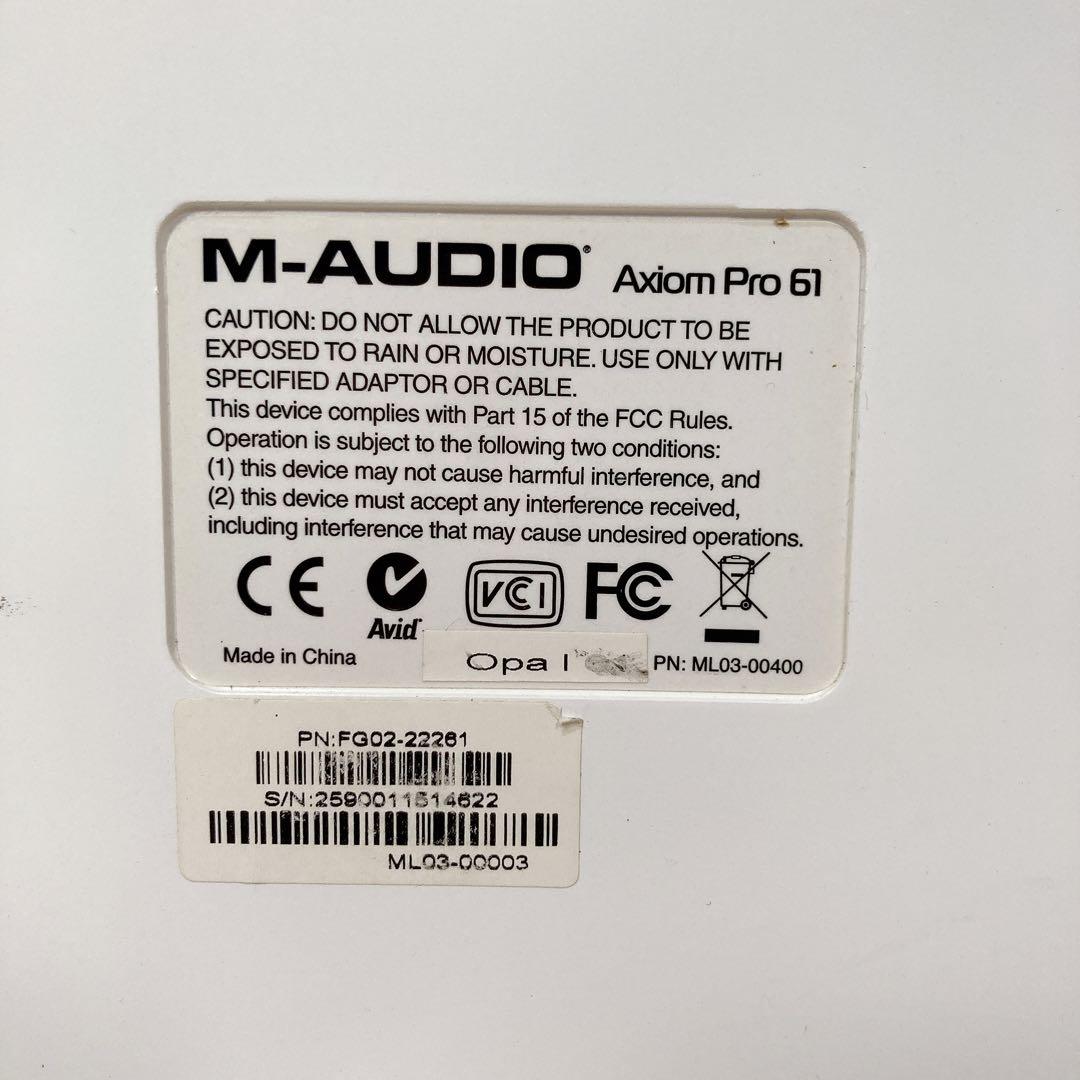 M-AUDIO® Axiom Pro 61
CAUTION: DO NOT ALLOW THE PRODUCT TO BE
EXPOSED TO RAIN OR MOISTURE. USE ONLY WITH
SPECIFIED ADAPTOR OR CABLE.
This device complies with Part 15 of the FCC Rules.
Operation is subject to the following two conditions:
(1) this device may not cause harmful interference, and
(2) this device must accept any interference received,
including interference that may cause undesired operations.
CE VCCI FC
Avid
Made in China Opal PN: ML03-00400
PN:FG02-22261
S/N:2590011514622
ML03-00003